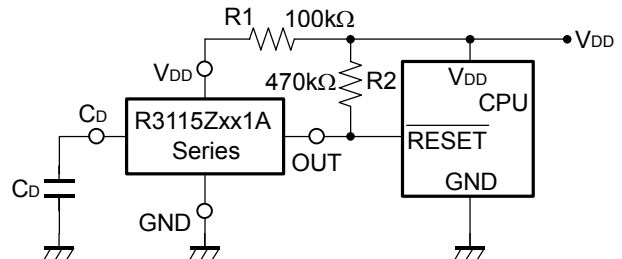 R1 100kΩ
VDD
VDD
470kΩ R2
VDD
CPU
CD
R3115Zxx1A
Series
OUT
RESET
CD
GND
GND